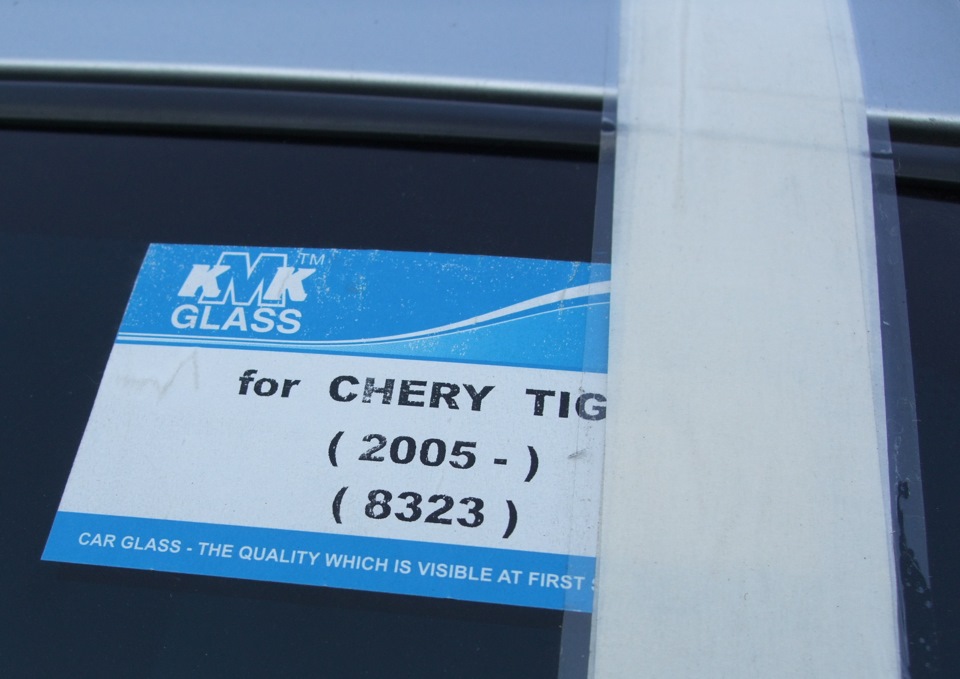 KMK™
GLASS
for CHERY TIG
( 2005 - )
( 8323 )
CAR GLASS - THE QUALITY WHICH IS VISIBLE AT FIRST S